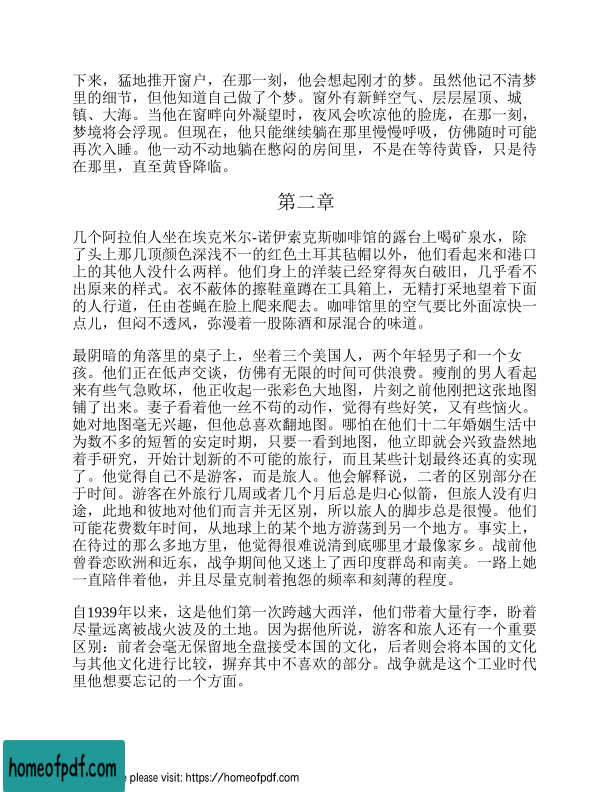 下来，猛地推开窗户，在那一刻，他会想起刚才的梦。虽然他记不清梦
里的细节，但他知道自己做了个梦。窗外有新鲜空气、层层屋顶、城
镇、大海。当他在窗畔向外凝望时，夜风会吹凉他的脸庞，在那一刻，
梦境将会浮现。但现在，他只能继续躺在那里慢慢呼吸，仿佛随时可能
再次入睡。他一动不动地躺在憋闷的房间里，不是在等待黄昏，只是待
在那里，直至黄昏降临。
第二章
几个阿拉伯人坐在埃克米尔-诺伊索克斯咖啡馆的露台上喝矿泉水，除
了头上那几顶颜色深浅不一的红色土耳其毡帽以外，他们看起来和港口
上的其他人没什么两样。他们身上的洋装已经穿得灰白破旧，几乎看不
出原来的样式。衣不蔽体的擦鞋童蹲在工具箱上，无精打采地望着下面
的人行道，任由苍蝇在脸上爬来爬去。咖啡馆里的空气要比外面凉快一
点儿，但闷不透风，弥漫着一股陈酒和尿混合的味道。
最阴暗的角落里的桌子上，坐着三个美国人，两个年轻男子和一个女
孩。他们正在低声交谈，仿佛有无限的时间可供浪费。瘦削的男人看起
来有些气急败坏，他正收起一张彩色大地图，片刻之前他刚把这张地图
铺了出来。妻子看着他一丝不苟的动作，觉得有些好笑，又有些恼火。
她对地图毫无兴趣，但他总喜欢翻地图。哪怕在他们十二年婚姻生活中
为数不多的短暂的安定时期，只要一看到地图，他立即就会兴致盎然地
着手研究，开始计划新的不可能的旅行，而且某些计划最终还真的实现
了。他觉得自己不是游客，而是旅人。他会解释说，二者的区别部分在
于时间。游客在外旅行几周或者几个月后总是归心似箭，但旅人没有归
途，此地和彼地对他们而言并无区别，所以旅人的脚步总是很慢。他们
可能花费数年时间，从地球上的某个地方游荡到另一个地方。事实上，
在待过的那么多地方里，他觉得很难说清到底哪里才最像家乡。战前他
曾眷恋欧洲和近东，战争期间他又迷上了西印度群岛和南美。一路上她
一直陪伴着他，并且尽量克制着抱怨的频率和刻薄的程度。
自1939年以来，这是他们第一次跨越大西洋，他们带着大量行李，盼着
尽量远离被战火波及的土地。因为据他所说，游客和旅人还有一个重要
区别：前者会毫无保留地全盘接受本国的文化，后者则会将本国的文化
与其他文化进行比较，摒弃其中不喜欢的部分。战争就是这个工业时代
里他想要忘记的一个方面。
homeofpdf.com
e please visit: https://homeofpdf.com